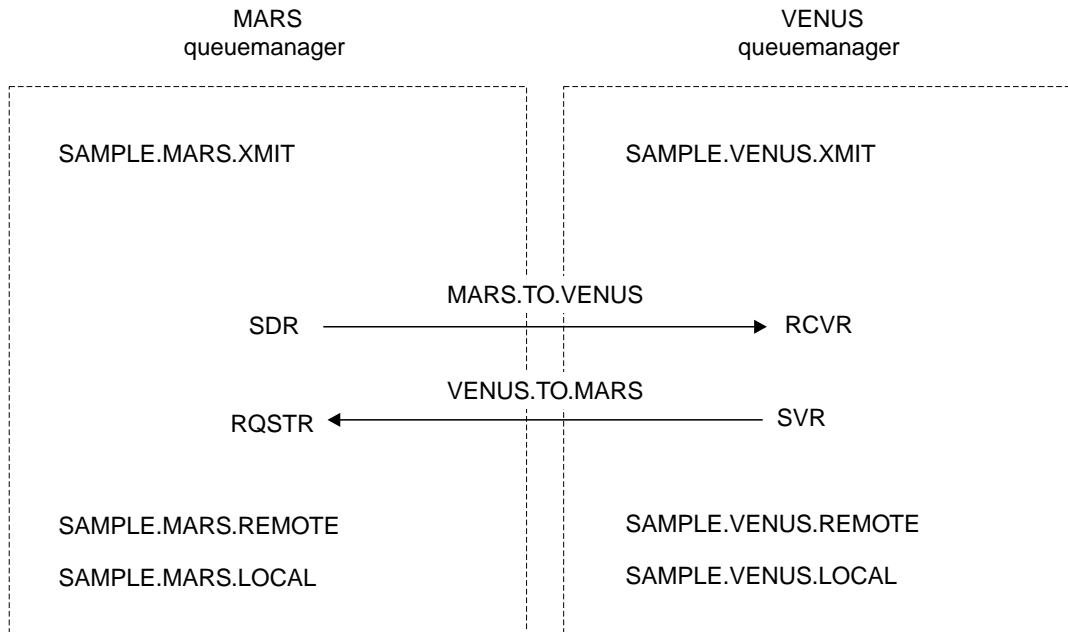 MARS
queuemanager
VENUS
queuemanager
SAMPLE.MARS.XMIT
SAMPLE.VENUS.XMIT
MARS.TO.VENUS
SDR
RCVR
VENUS.TO.MARS
RQSTR
SVR
SAMPLE.MARS.REMOTE
SAMPLE.VENUS.REMOTE
SAMPLE.MARS.LOCAL
SAMPLE.VENUS.LOCAL